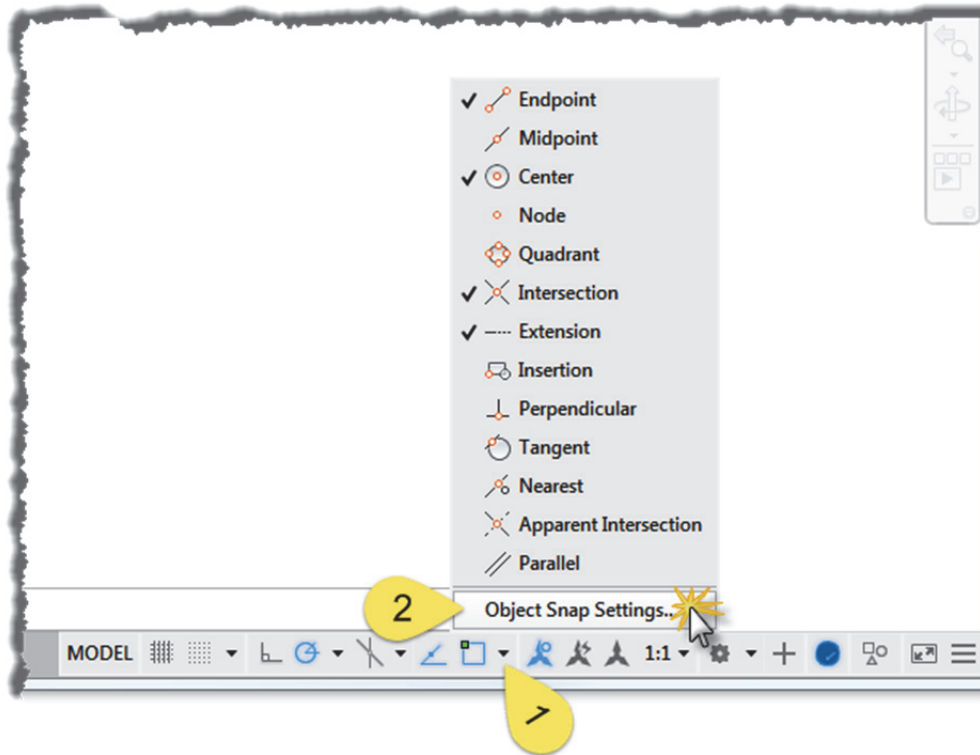 Endpoint
Midpoint
Center
Node
Quadrant
Intersection
Extension
Insertion
Perpendicular
Tangent
Nearest
Apparent Intersection
Parallel
2
Object Snap Settings...
MODEL
1:1
1